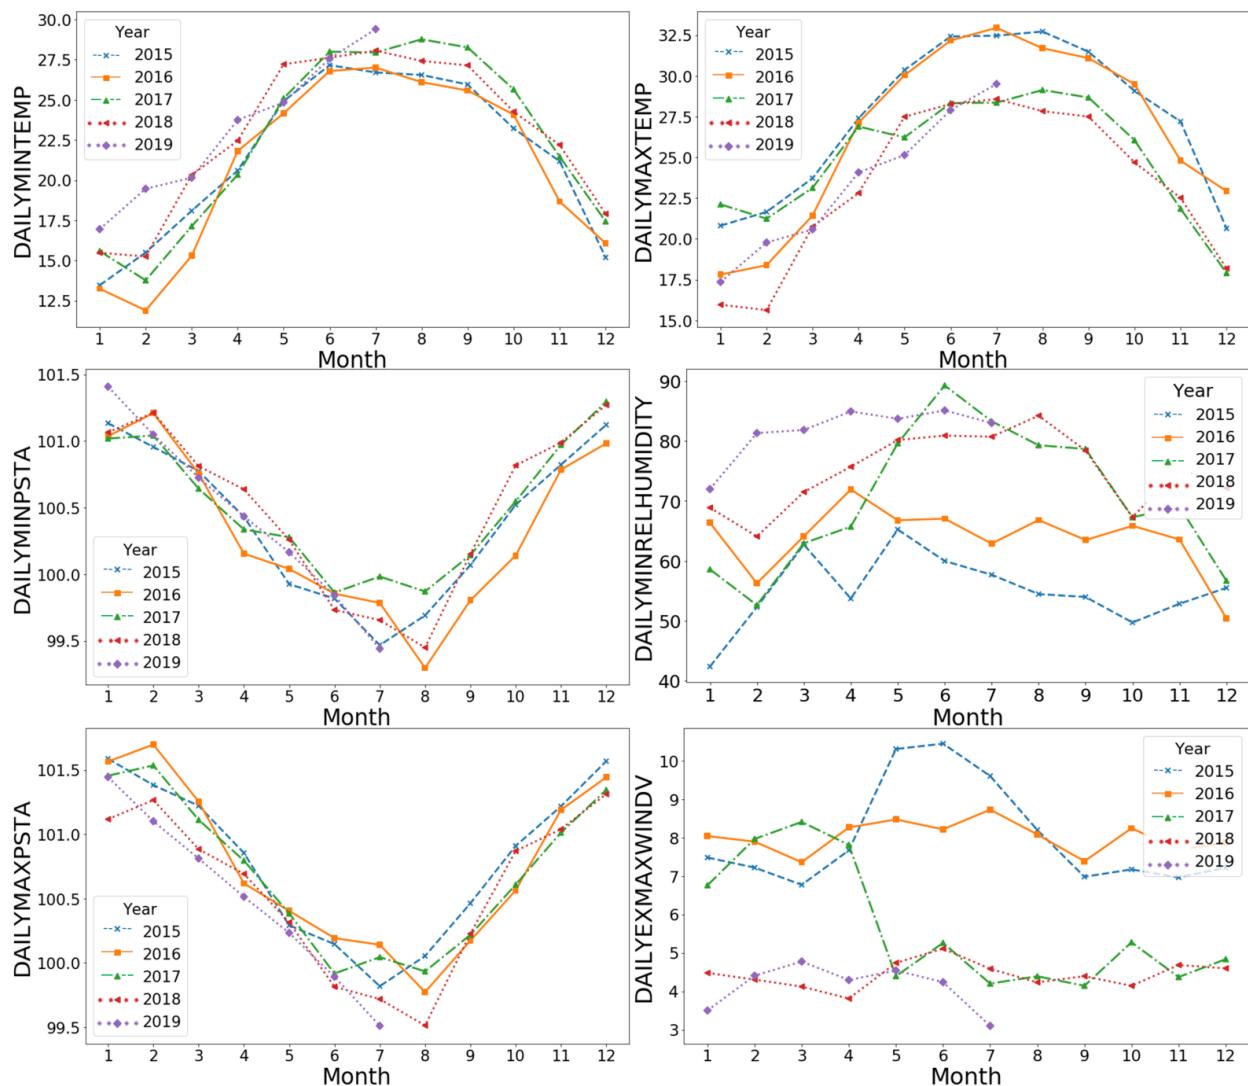 DAILYMINTEMP
30.0
27.5
25.0
22.5
20.0
17.5
15.0
12.5
Year
2015
2016
2017
2018
2019
1 2 3 4 5 6 7 8 9 10 11 12
Month
DAILYMAXTEMP
32.5
30.0
27.5
25.0
22.5
20.0
17.5
15.0
Year
2015
2016
2017
2018
2019
1 2 3 4 5 6 7 8 9 10 11 12
Month
DAILYMINPSTA
101.5
101.0
100.5
100.0
99.5
Year
2015
2016
2017
2018
2019
1 2 3 4 5 6 7 8 9 10 11 12
Month
DAILYMINRELHUMIDITY
90
80
70
60
50
40
Year
2015
2016
2017
2018
2019
1 2 3 4 5 6 7 8 9 10 11 12
Month
DAILYMAXPSTA
101.5
101.0
100.5
100.0
99.5
Year
2015
2016
2017
2018
2019
1 2 3 4 5 6 7 8 9 10 11 12
Month
DAILYEXMAXWINDV
10
9
8
7
6
5
4
3
Year
2015
2016
2017
2018
2019
1 2 3 4 5 6 7 8 9 10 11 12
Month